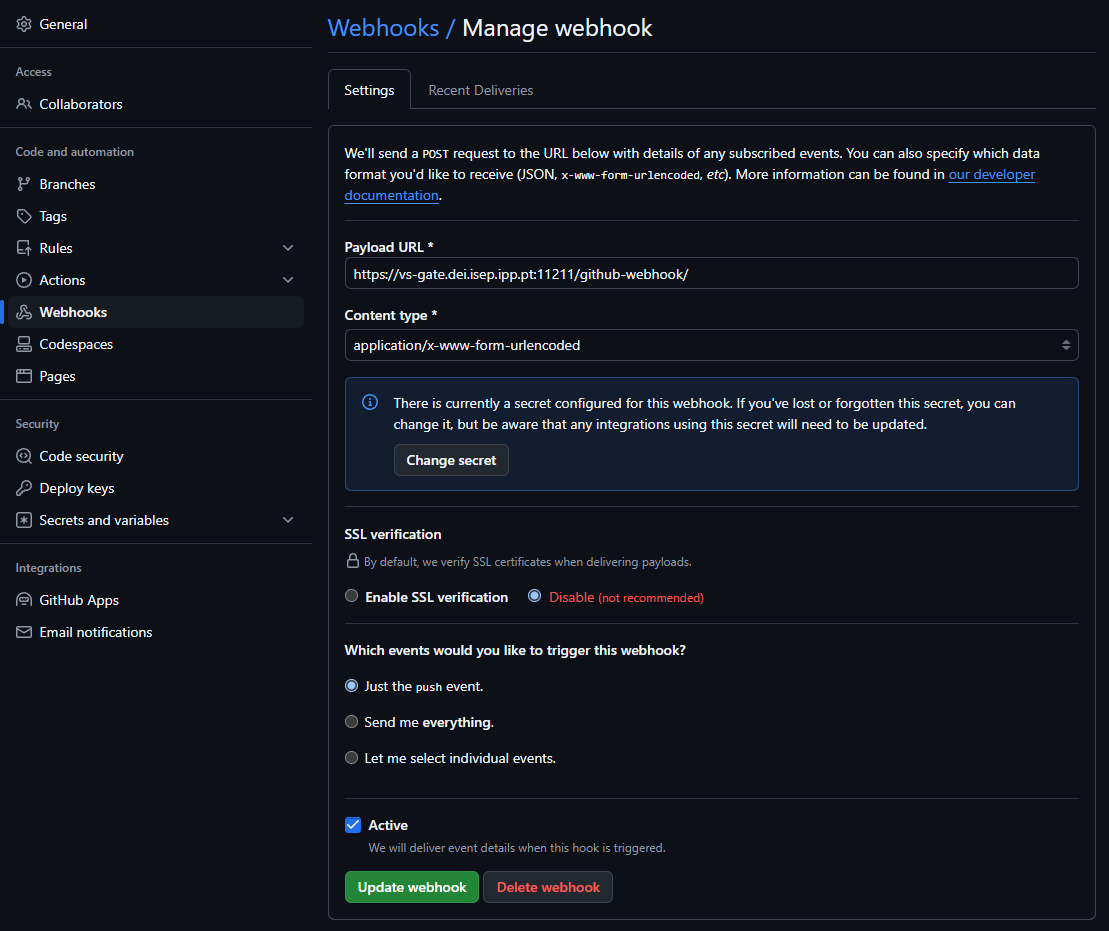 General
Access
Collaborators
Code and automation
Branches
Tags
Rules
Actions
Webhooks
Codespaces
Pages
Security
Code security
Deploy keys
Secrets and variables
Integrations
GitHub Apps
Email notifications
Webhooks / Manage webhook
Settings
Recent Deliveries
We'll send a POST request to the URL below with details of any subscribed events. You can also specify which data
format you'd like to receive (JSON, x-www-form-urlencoded, etc). More information can be found in our developer
documentation.
Payload URL *
https://vs-gate.dei.isep.ipp.pt:11211/github-webhook/
Content type *
application/x-www-form-urlencoded
There is currently a secret configured for this webhook. If you've lost or forgotten this secret, you can
change it, but be aware that any integrations using this secret will need to be updated.
Change secret
SSL verification
By default, we verify SSL certificates when delivering payloads.
Enable SSL verification
Disable (not recommended)
Which events would you like to trigger this webhook?
Just the push event.
Send me everything.
Let me select individual events.
Active
We will deliver event details when this hook is triggered.
Update webhook
Delete webhook